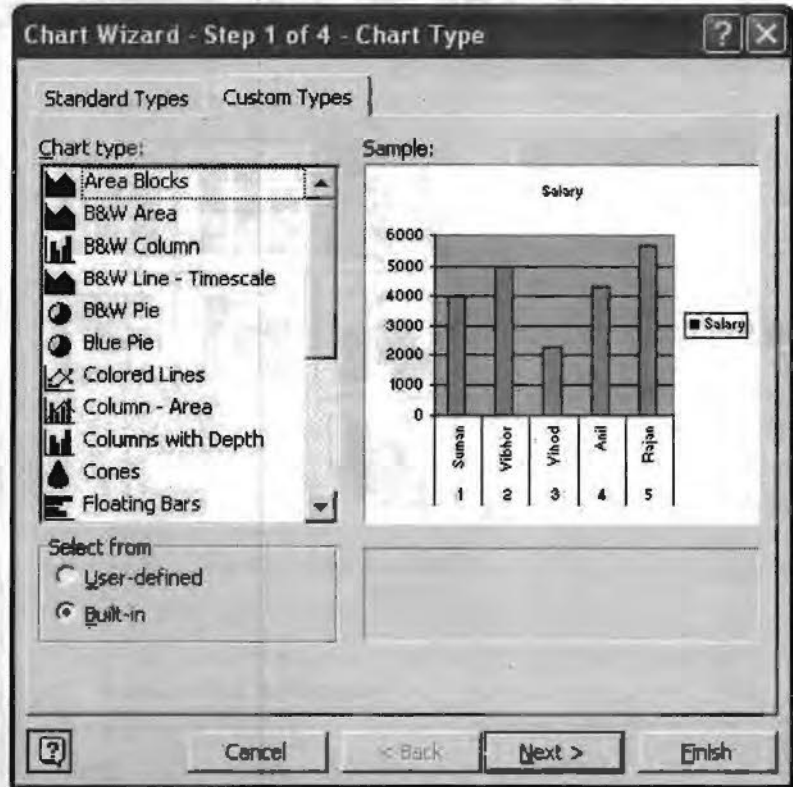 Chart Wizard - Step 1 of 4 - Chart Type
Standard Types Custom Types
Chart type:
Area Blocks
B&W Area
B&W Column
B&W Line - Timescale
B&W Pie
Blue Pie
Colored Lines
Column - Area
Columns with Depth
Cones
Floating Bars
Select from
User-defined
Built-in
Sample:
Salary
6000
5000
4000
3000
2000
1000
0
Suman Vibhor Vihod Anil Rajan
1 2 3 4 5
Salary
Cancel < Back Next > Finish